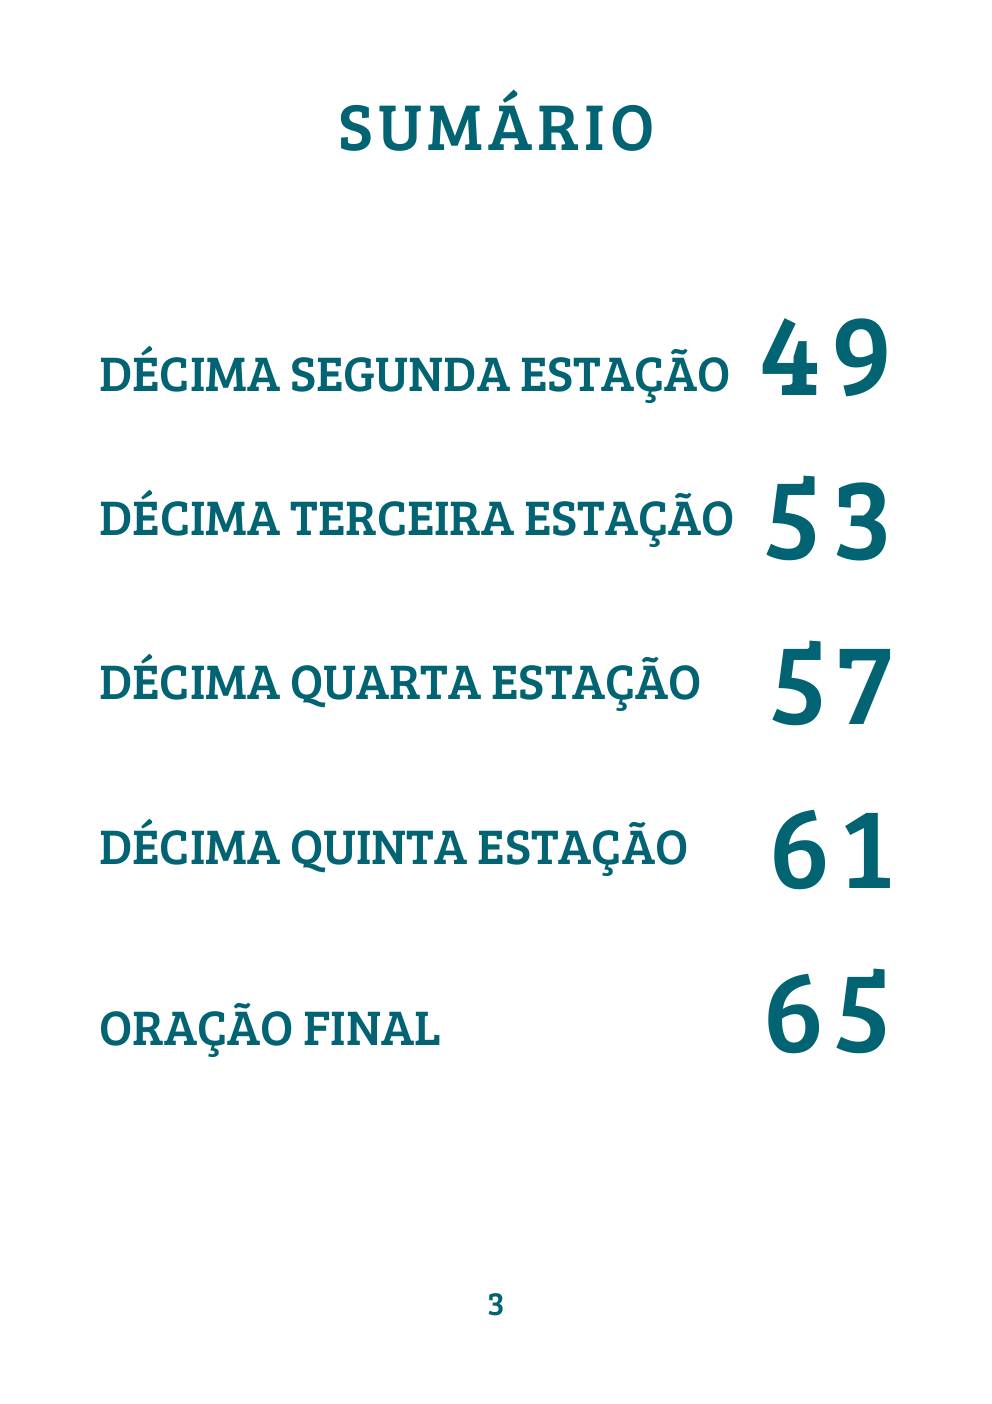 SUMÁRIO
DÉCIMA SEGUNDA ESTAÇÃO 49
DÉCIMA TERCEIRA ESTAÇÃO 53
DÉCIMA QUARTA ESTAÇÃO 57
DÉCIMA QUINTA ESTAÇÃO 61
ORAÇÃO FINAL 65
3